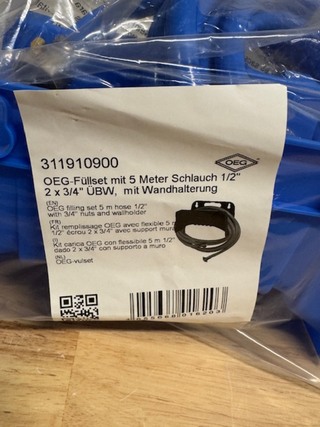 311910900
OEG
OEG-Füllset mit 5 Meter Schlauch 1/2"
2 x 3/4" ÜBW, mit Wandhalterung
(EN)
OEG filling set 5 m hose 1/2"
with 3/4" nuts and wallholder
(FR)
Kit remplissage OEG avec flexible 5 m
1/2" écrou 2 x 3/4" avec support mural
(I)
Kit carica OEG con flessibile 5 m 1/2"
dado 2 x 3/4" con supporto a muro
(NL)
OEG-vulset